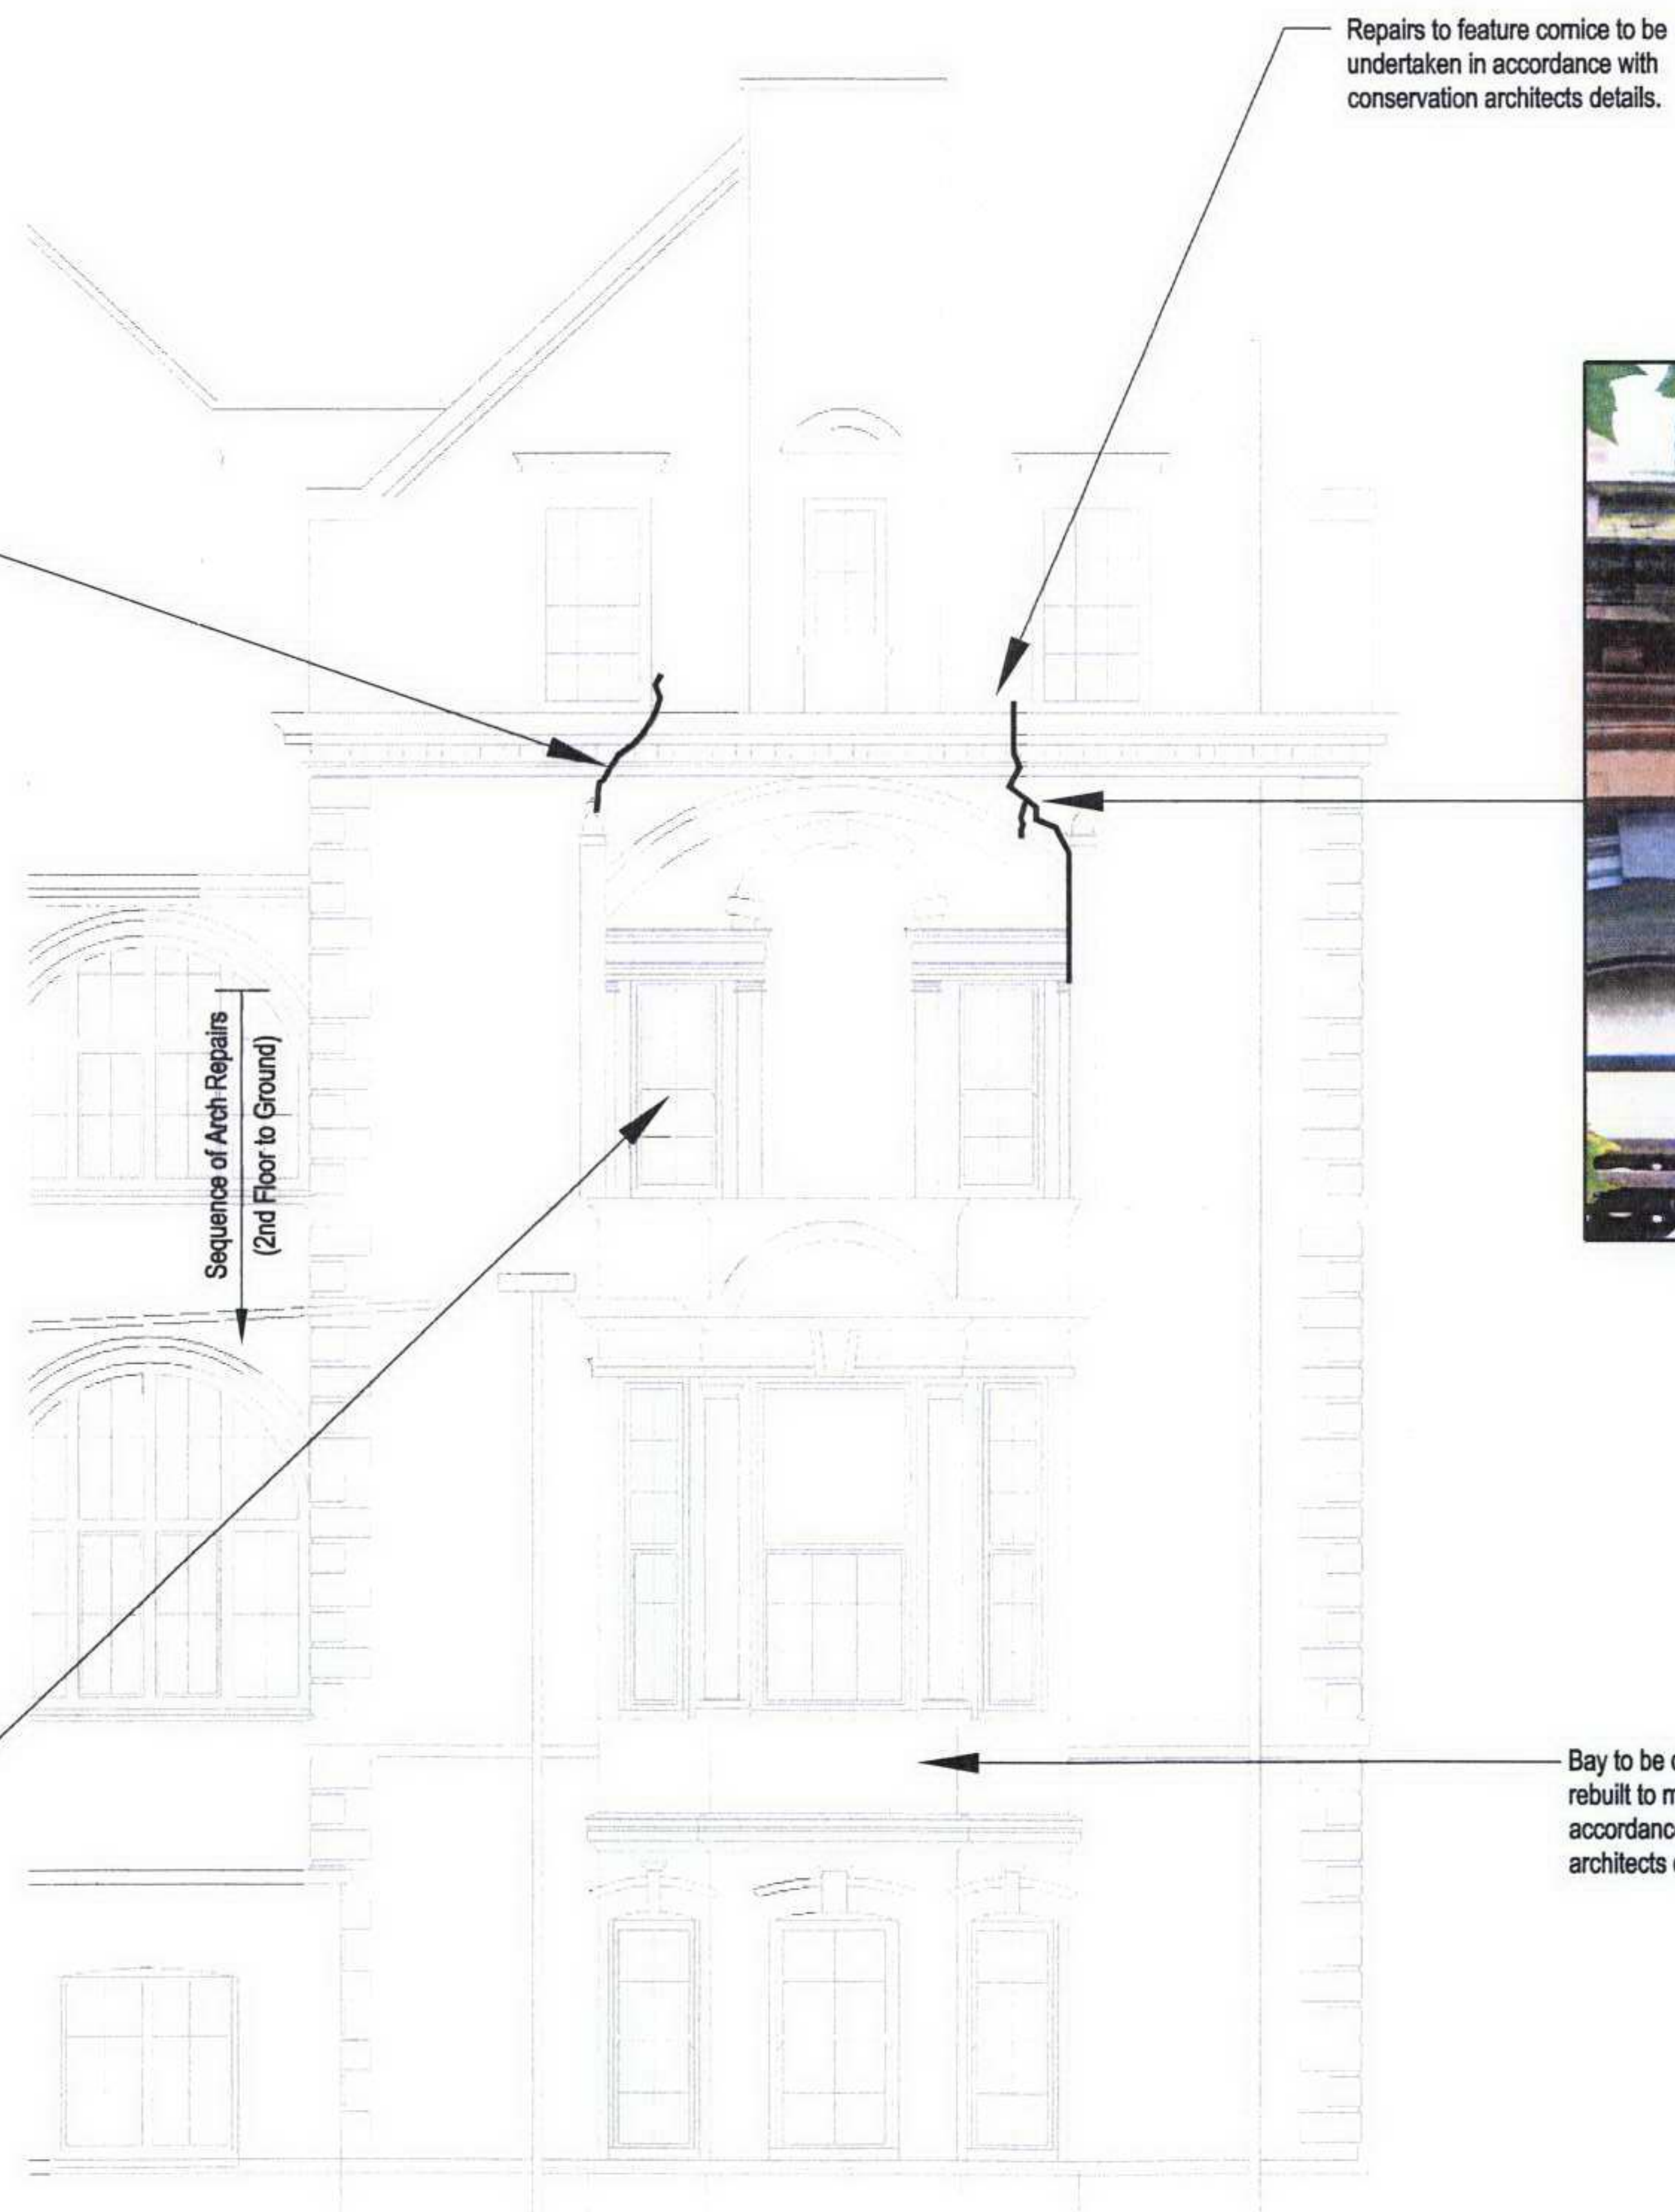 Repairs to feature cornice to be
undertaken in accordance with
conservation architects details.
Sequence of Arch Repairs
(2nd Floor to Ground)
Bay to be
rebuilt to
accordance
architects